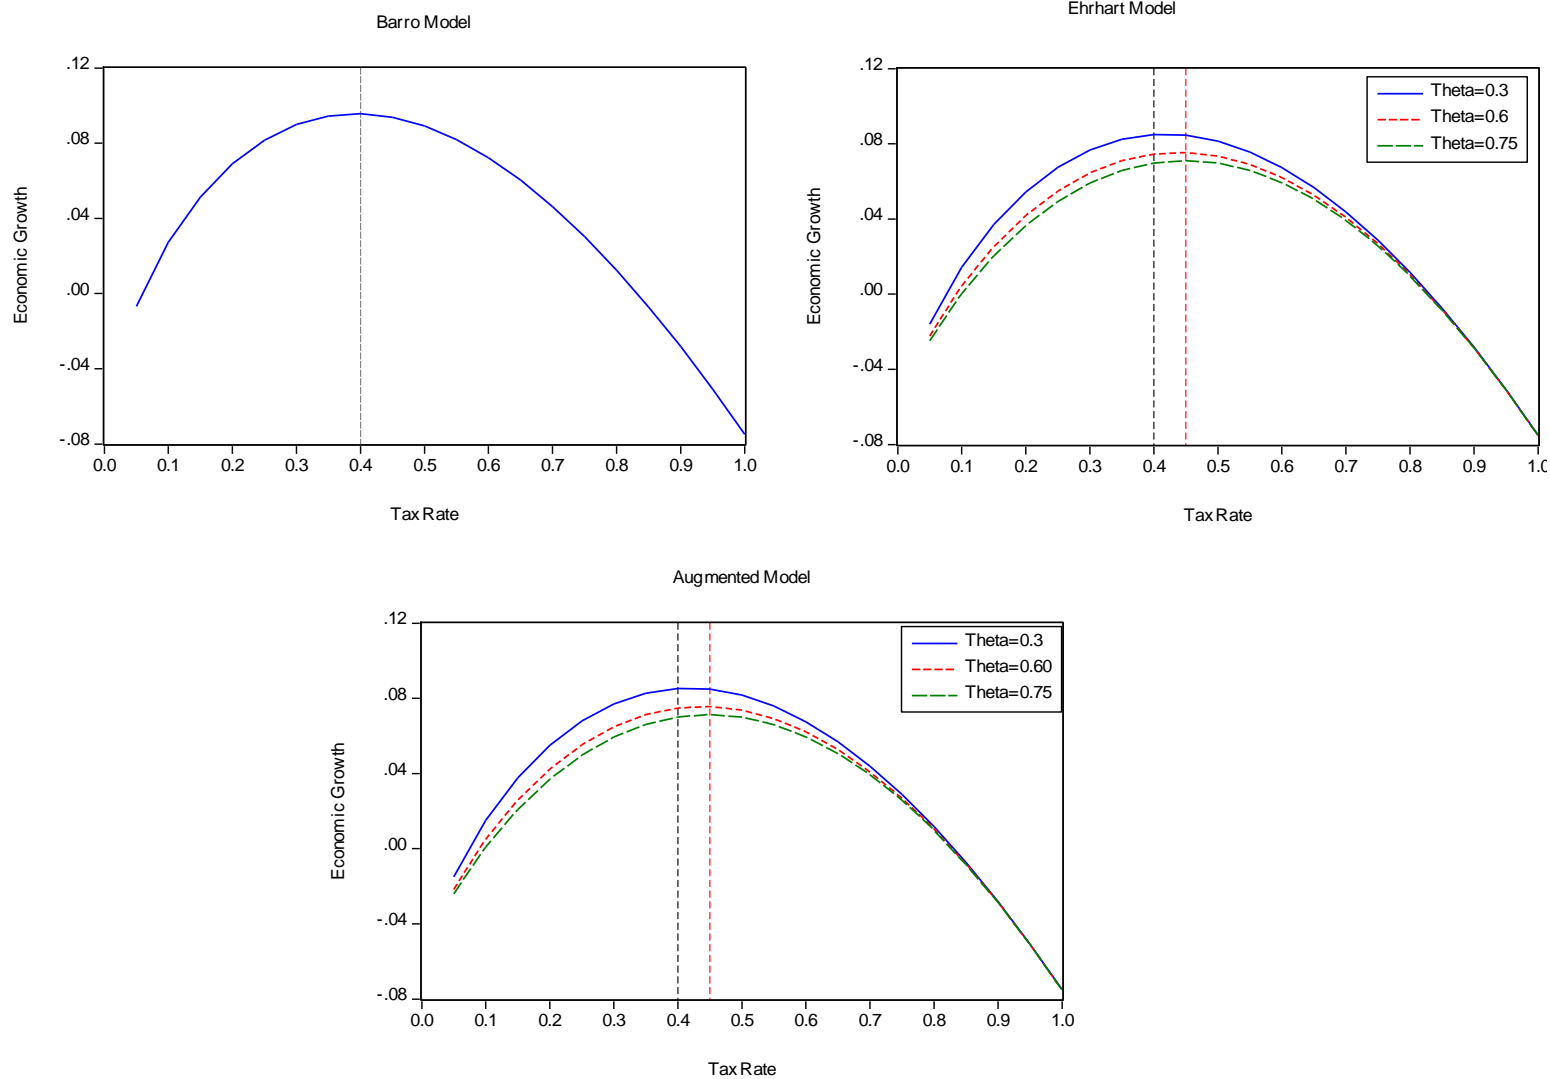 Barro Model
.12
.08
.04
.00
-.04
-.08
0.0 0.1 0.2 0.3 0.4 0.5 0.6 0.7 0.8 0.9 1.0
Economic Growth
Tax Rate
Ehrhart Model
.12
.08
.04
.00
-.04
-.08
0.0 0.1 0.2 0.3 0.4 0.5 0.6 0.7 0.8 0.9 1.0
Economic Growth
Tax Rate
Theta=0.3
Theta=0.6
Theta=0.75
Augmented Model
.12
.08
.04
.00
-.04
-.08
0.0 0.1 0.2 0.3 0.4 0.5 0.6 0.7 0.8 0.9 1.0
Economic Growth
Tax Rate
Theta=0.3
Theta=0.60
Theta=0.75